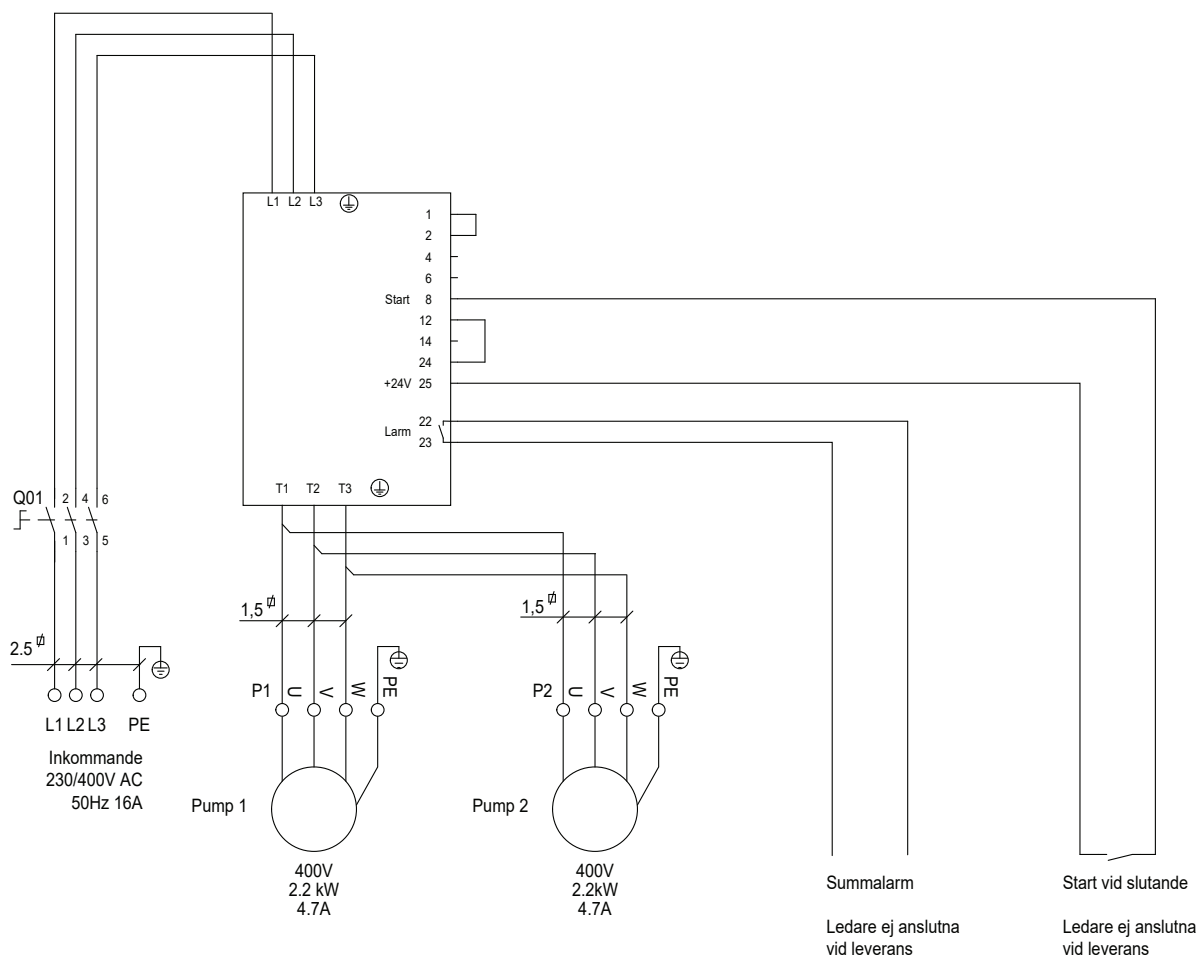 L1 L2 L3
1
2
4
6
Start 8
12
14
24
+24V 25
22
Larm
23
T1 T2 T3
Q01 2 4 6
1 3 5
1,5
1,5
2.5
P1 U V W PE
P2 U V W PE
L1 L2 L3 PE
Inkommande
230/400V AC
50Hz 16A
Pump 1
Pump 2
400V
2.2 kW
4.7A
400V
2.2kW
4.7A
Summalarm
Ledare ej anslutna
vid leverans
Start vid slutande
Ledare ej anslutna
vid leverans